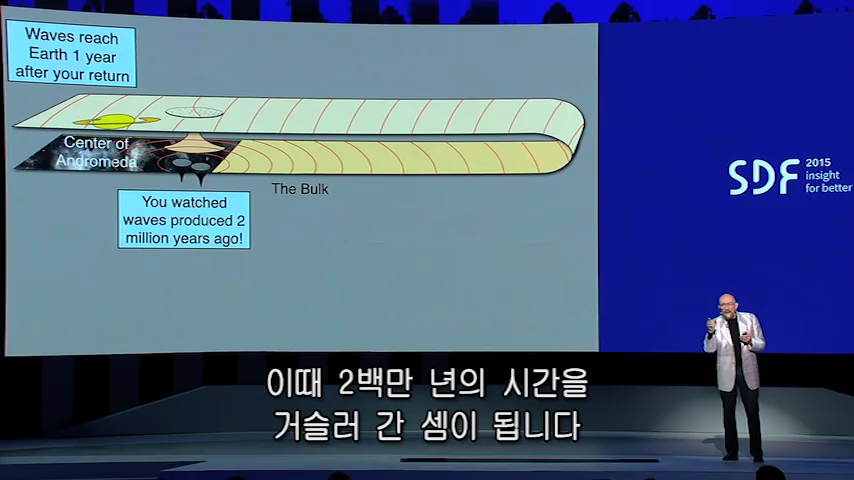 Waves reach
Earth 1 year
after your return
Center of
Andromeda
The Bulk
You watched
waves produced 2
million years ago!
SDF 2015
insight
for better
이때 2백만 년의 시간을
거슬러 간 셈이 됩니다